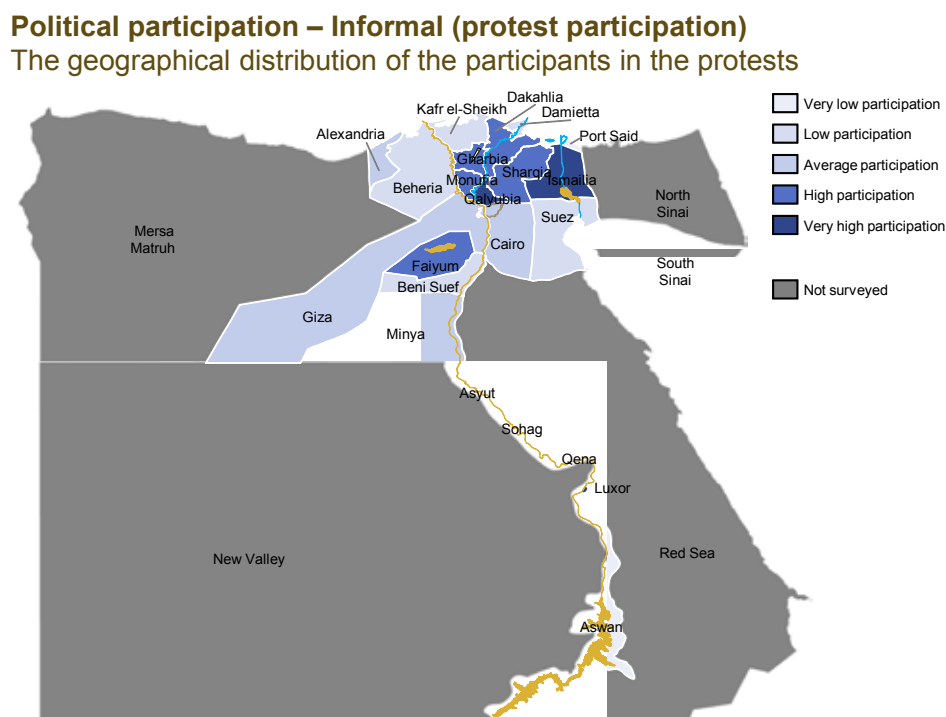 Political participation – Informal (protest participation)
The geographical distribution of the participants in the protests
Dakahlia
Kafr el-Sheikh
Damietta
Alexandria
Port Said
Gharbia
Sharqia
Monufia
Ismailia
Beheria
Qalyubia
North
Sinai
Suez
Mersa
Matruh
Cairo
Faiyum
South
Sinai
Beni Suef
Giza
Minya
Asyut
Sohag
Qena
Luxor
New Valley
Red Sea
Aswan
Very low participation
Low participation
Average participation
High participation
Very high participation
Not surveyed